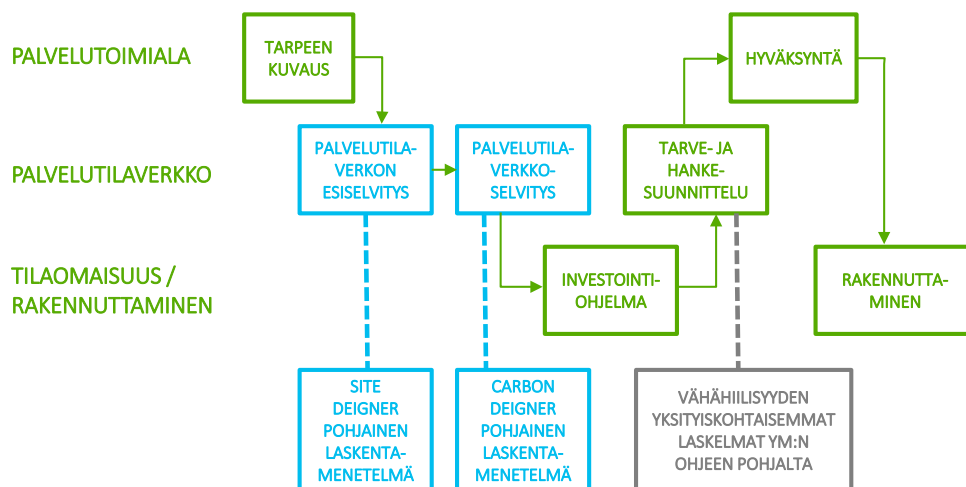 PALVELUTOIMIALA
TARPEEN
KUVAUS
HYVÄKSYNTÄ
PALVELUTILAVERKKO
PALVELUTILA-
VERKON
ESISELVITYS
PALVELUTILA-
VERKKO-
SELVITYS
TARVE- JA
HANKE-
SUUNNITTELU
TILAOMAISUUS /
RAKENNUTTAMINEN
INVESTOINTI-
OHJELMA
RAKENNUTTA-
MINEN
SITE
DEIGNER
POHJAINEN
LASKENTA-
MENETELMÄ
CARBON
DEIGNER
POHJAINEN
LASKENTA-
MENETELMÄ
VÄHÄHIILISYYDEN
YKSITYISKOHTAISEMMAT
LASKELMAT YM:N
OHJEEN POHJALTA